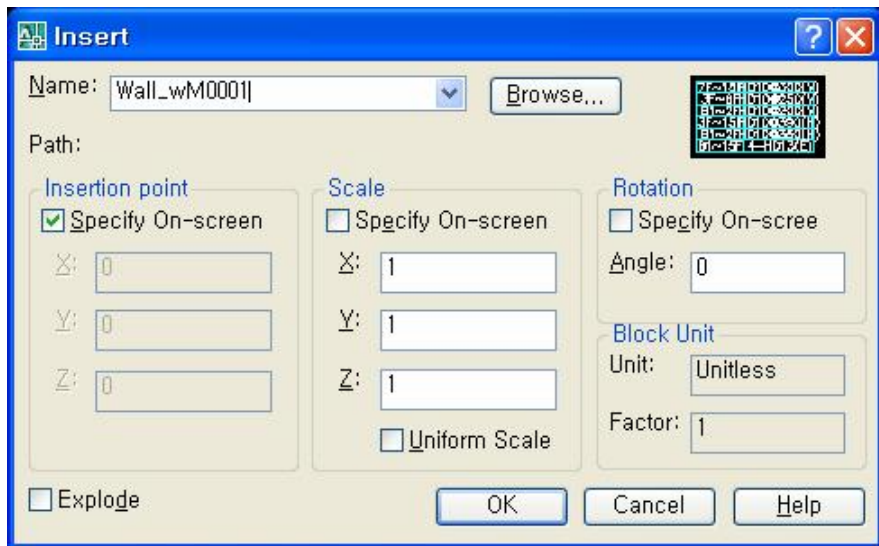 Insert
Name: Wall_wM0001
Browse...
Path:
Insertion point
Specify On-screen
X: 0
Y: 0
Z: 0
Scale
Specify On-screen
X: 1
Y: 1
Z: 1
Uniform Scale
Rotation
Specify On-scree
Angle: 0
Block Unit
Unit: Unitless
Factor: 1
Explode
OK
Cancel
Help